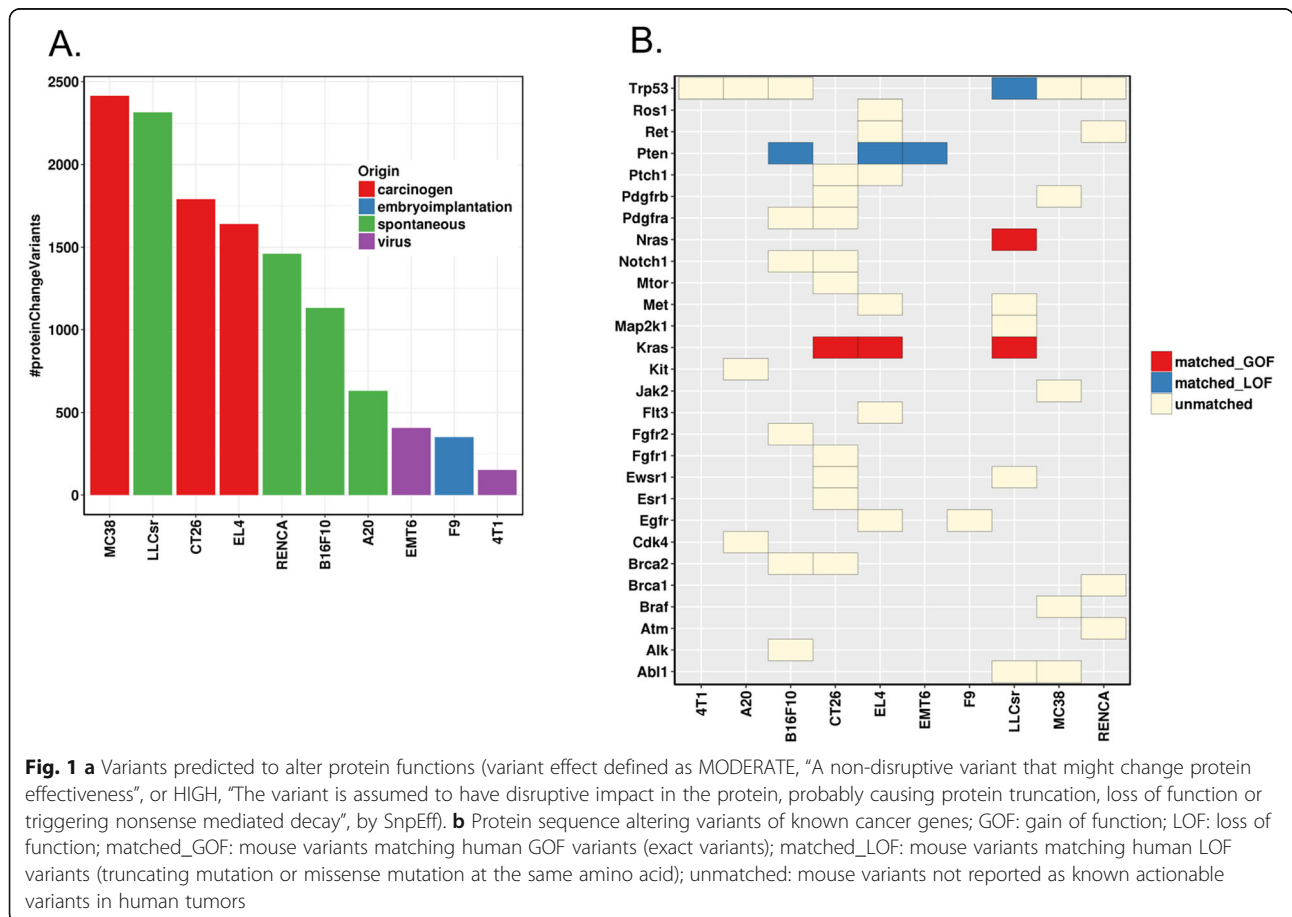 A.
#proteinChangeVariants
2500
2000
1500
1000
500
0
Origin
carcinogen
embryoimplantation
spontaneous
virus
MC38
LLCsr
CT26
EL4
RENCA
B16F10
A20
EMT6
F9
4T1
B.
Trp53
Ros1
Ret
Pten
Ptch1
Pdgfrb
Pdgfra
Nras
Notch1
Mtor
Met
Map2k1
Kras
Kit
Jak2
Flt3
Fgfr2
Fgfr1
Ewsr1
Esr1
Egfr
Cdk4
Brca2
Brca1
Braf
Atm
Alk
Abl1
4T1
A20
B16F10
CT26
EL4
EMT6
F9
LLCsr
MC38
RENCA
matched_GOF
matched_LOF
unmatched
Fig. 1 a Variants predicted to alter protein functions (variant effect defined as MODERATE, “A non-disruptive variant that might change protein
effectiveness”, or HIGH, “The variant is assumed to have disruptive impact in the protein, probably causing protein truncation, loss of function or
triggering nonsense mediated decay”, by SnpEff). b Protein sequence altering variants of known cancer genes; GOF: gain of function; LOF: loss of
function; matched_GOF: mouse variants matching human GOF variants (exact variants); matched_LOF: mouse variants matching human LOF
variants (truncating mutation or missense mutation at the same amino acid); unmatched: mouse variants not reported as known actionable
variants in human tumors